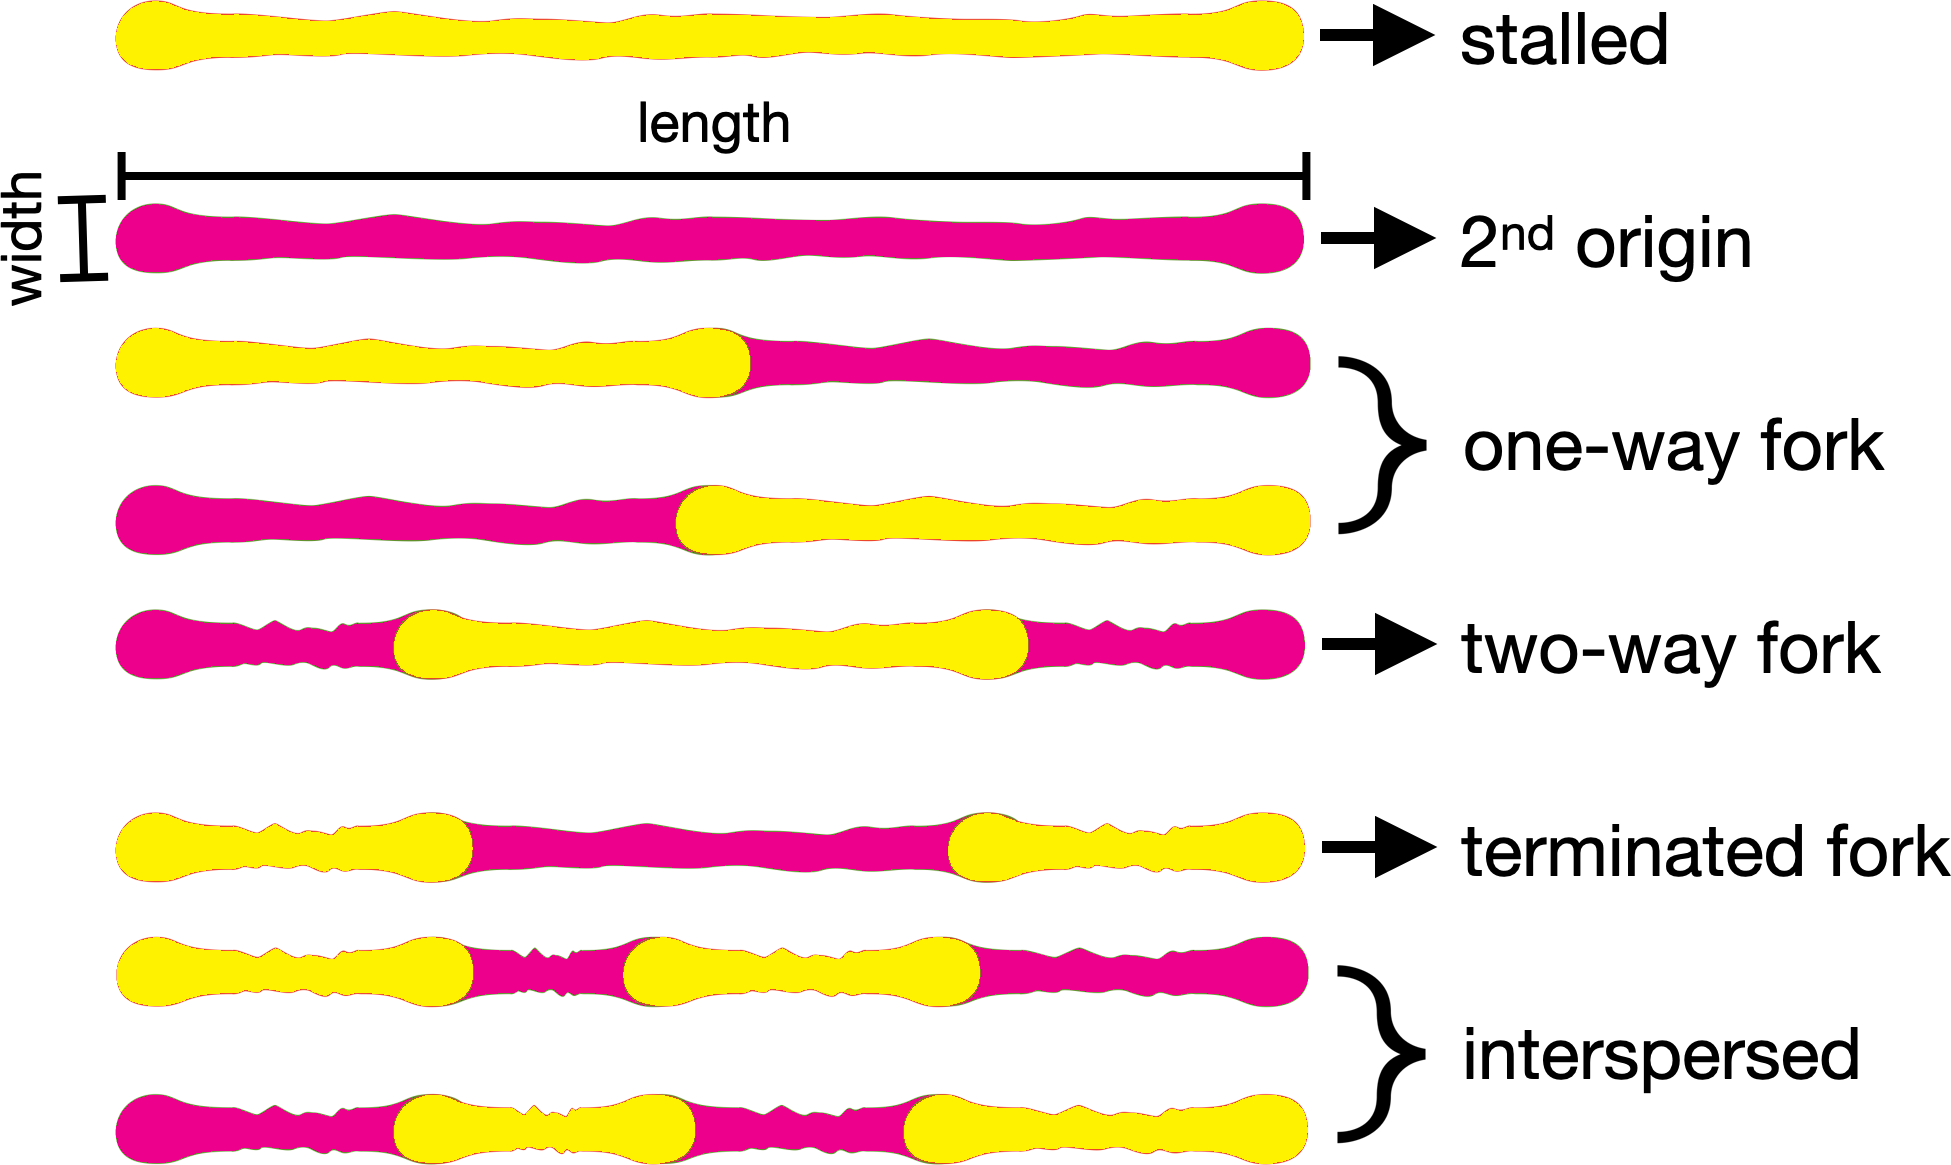 stalled
length
width
2nd origin
one-way fork
two-way fork
terminated fork
interspersed